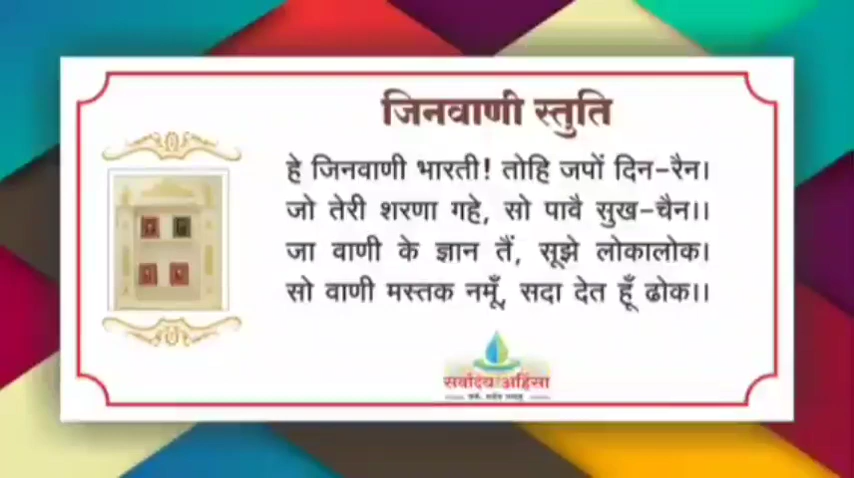 जिनवाणी स्तुति
हे जिनवाणी भारती! तोहि जपों दिन-रैन।
जो तेरी शरणा गहे, सो पावै सुख-चैन।।
जा वाणी के ज्ञान तैं, सूझे लोकालोक।
सो वाणी मस्तक नमूँ, सदा देत हूँ ढोक।।
सर्वोदय अहिंसा